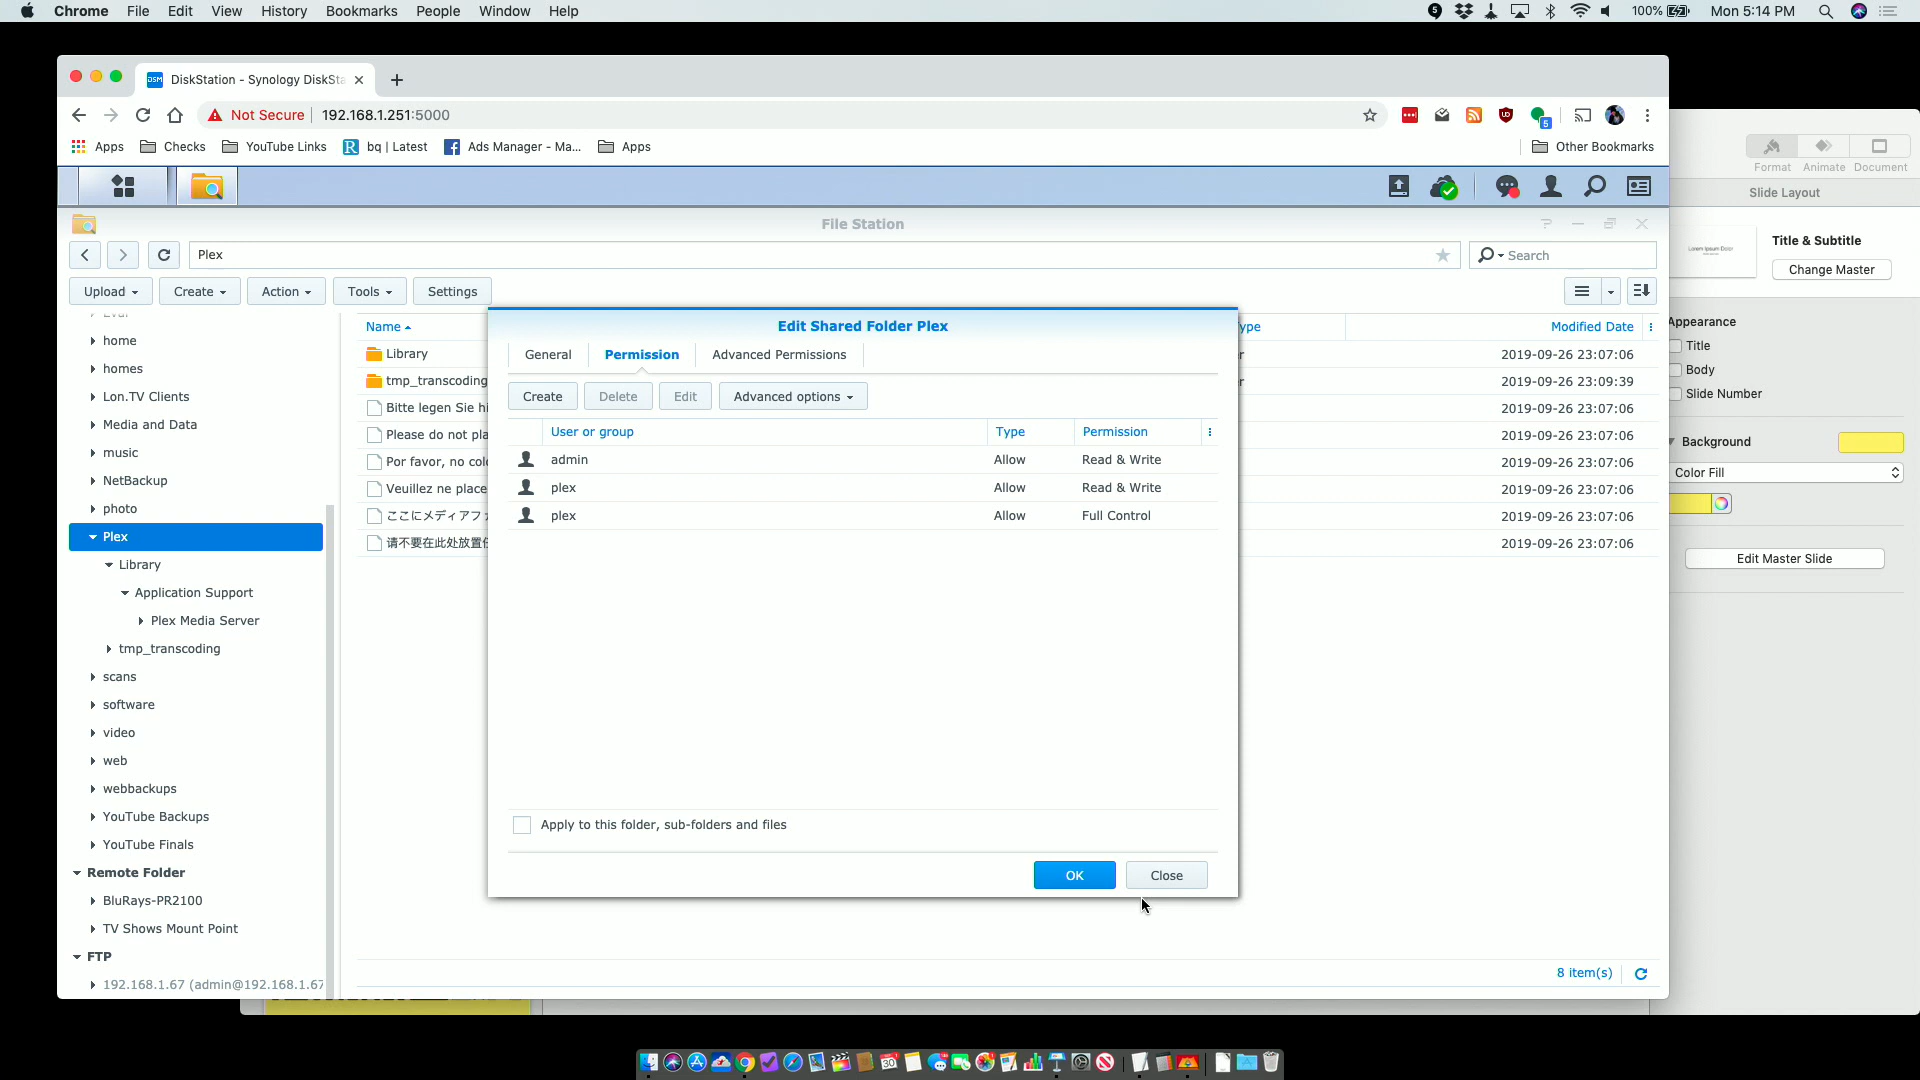 Chrome File Edit View History Bookmarks People Window Help
100% Mon 5:14 PM
DiskStation - Synology DiskSta
Not Secure 192.168.1.251:5000
Apps Checks YouTube Links bq | Latest Ads Manager - Ma... Apps Other Bookmarks
File Station
Plex
Search
Upload Create Action Tools Settings
home
homes
Lon.TV Clients
Media and Data
music
NetBackup
photo
Plex
Library
Application Support
Plex Media Server
tmp_transcoding
scans
software
video
web
webbackups
YouTube Backups
YouTube Finals
Remote Folder
BluRays-PR2100
TV Shows Mount Point
FTP
192.168.1.67 (admin@192.168.1.67
Name ype Modified Date
Library r 2019-09-26 23:07:06
tmp_transcoding r 2019-09-26 23:09:39
Bitte legen Sie hi 2019-09-26 23:07:06
Please do not pla 2019-09-26 23:07:06
Por favor, no col 2019-09-26 23:07:06
Veuillez ne place 2019-09-26 23:07:06
ここにメディアフ 2019-09-26 23:07:06
请不要在此处放置任 2019-09-26 23:07:06
8 item(s)
Edit Shared Folder Plex
General Permission Advanced Permissions
Create Delete Edit Advanced options
User or group Type Permission
admin Allow Read & Write
plex Allow Read & Write
plex Allow Full Control
Apply to this folder, sub-folders and files
OK Close
Format Animate Document
Slide Layout
Title & Subtitle
Change Master
Appearance
Title
Body
Slide Number
Background
Color Fill
Edit Master Slide